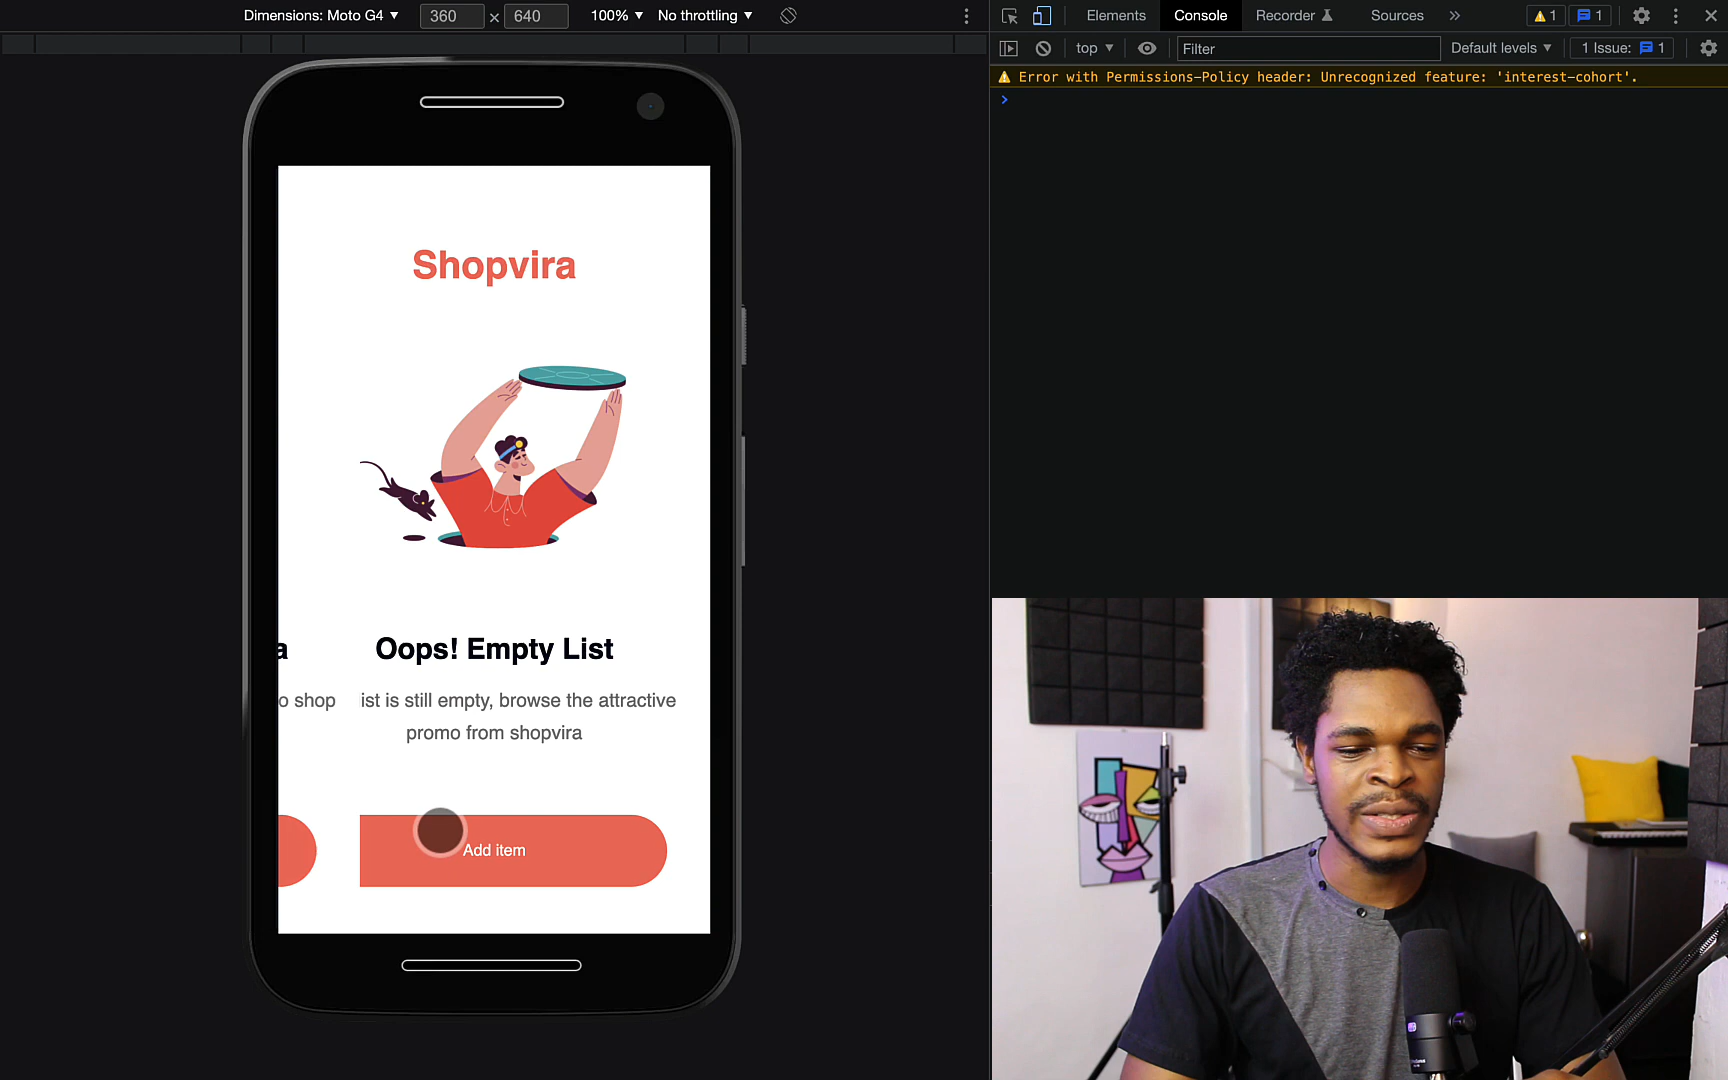 Dimensions: Moto G4 360 × 640 100% No throttling
Elements Console Recorder Sources » 1 1
top Filter Default levels 1 Issue: 1
Error with Permissions-Policy header: Unrecognized feature: 'interest-cohort'.
Shopvira
a Oops! Empty List
o shop ist is still empty, browse the attractive
promo from shopvira
Add item